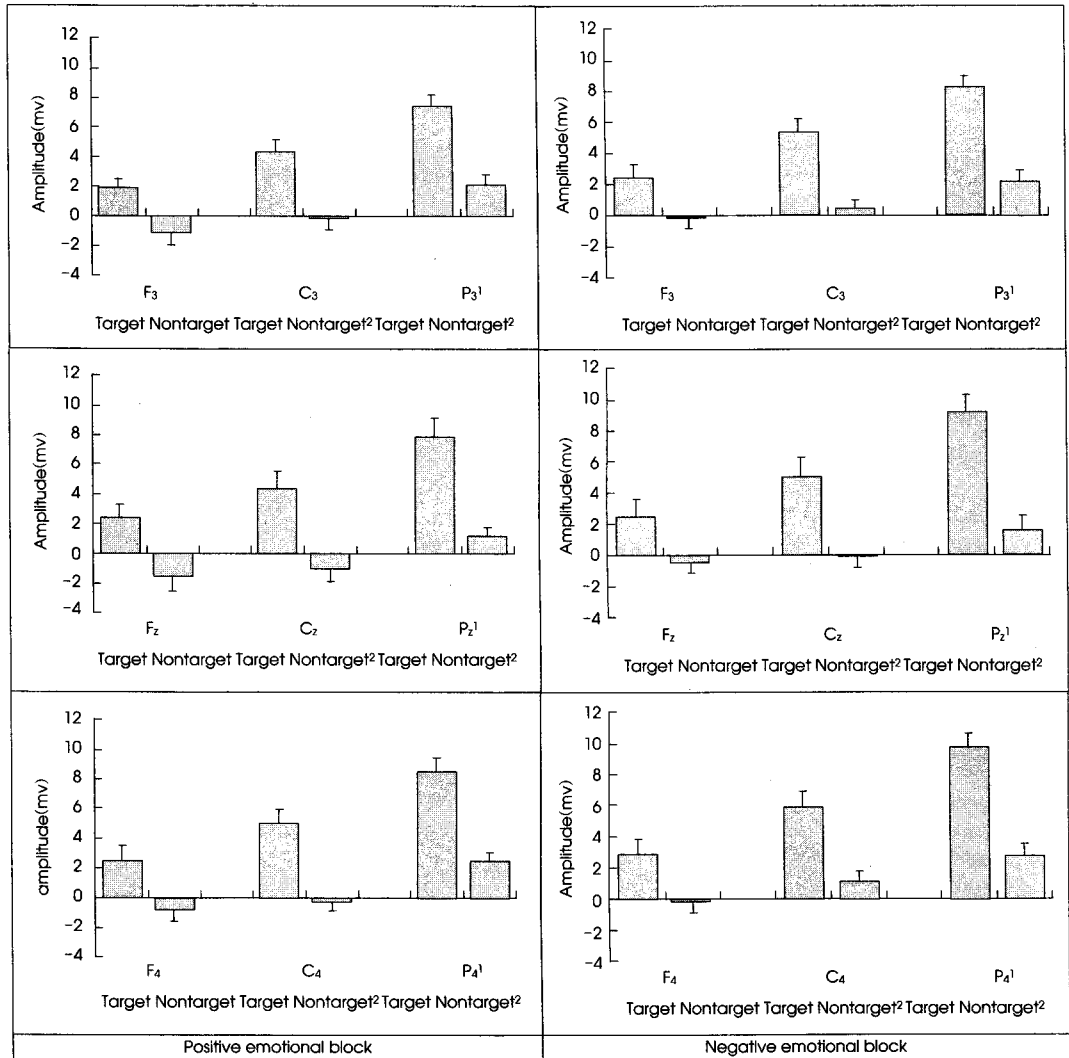 12
10
8
6
4
2
0
−2
−4
Amplitude(mv)
F3 C3 P3¹
Target Nontarget Target Nontarget² Target Nontarget²
12
10
8
6
4
2
0
−2
−4
Amplitude(mv)
F3 C3 P3¹
Target Nontarget Target Nontarget² Target Nontarget²
12
10
8
6
4
2
0
−2
−4
Amplitude(mv)
Fz Cz Pz¹
Target Nontarget Target Nontarget² Target Nontarget²
12
10
8
6
4
2
0
−2
−4
Amplitude(mv)
Fz Cz Pz¹
Target Nontarget Target Nontarget² Target Nontarget²
12
10
8
6
4
2
0
−2
−4
amplitude(mv)
F4 C4 P4¹
Target Nontarget Target Nontarget² Target Nontarget²
12
10
8
6
4
2
0
−2
−4
Amplitude(mv)
F4 C4 P4¹
Target Nontarget Target Nontarget² Target Nontarget²
Positive emotional block
Negative emotional block